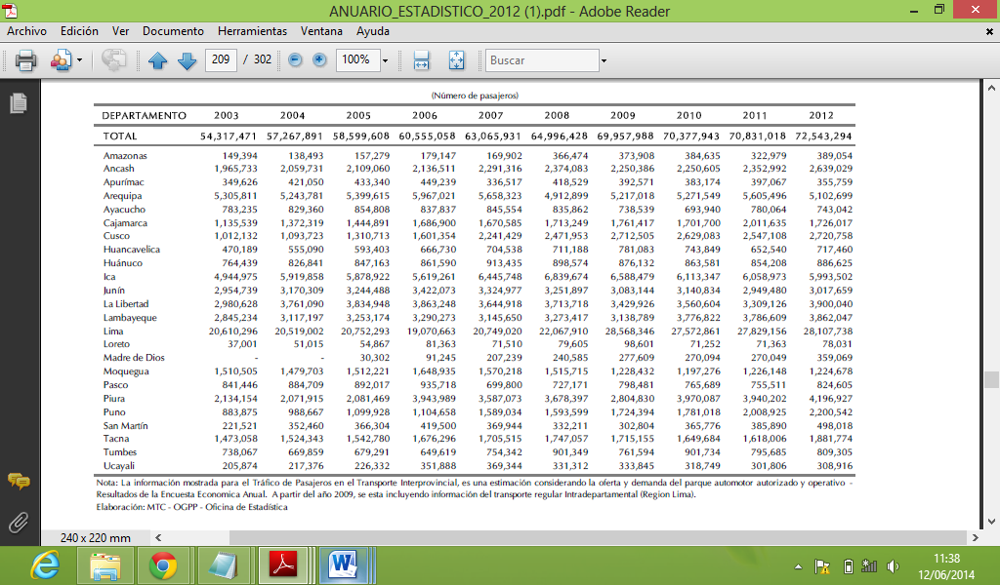 ANUARIO_ESTADISTICO_2012 (1).pdf - Adobe Reader
Archivo Edición Ver Documento Herramientas Ventana Ayuda
209 / 302 100% Buscar
(Número de pasajeros)
DEPARTAMENTO 2003 2004 2005 2006 2007 2008 2009 2010 2011 2012
TOTAL 54,317,471 57,267,891 58,599,608 60,555,058 63,065,931 64,996,428 69,957,988 70,377,943 70,831,018 72,543,294
Amazonas 149,394 138,493 157,279 179,147 169,902 366,474 373,908 384,635 322,979 389,054
Ancash 1,965,733 2,059,731 2,109,060 2,136,511 2,291,316 2,374,083 2,250,386 2,250,605 2,352,992 2,639,029
Apurímac 349,626 421,050 433,340 449,239 336,517 418,529 392,571 383,174 397,067 355,759
Arequipa 5,305,811 5,243,781 5,399,615 5,967,021 5,658,323 4,912,899 5,217,018 5,271,549 5,605,496 5,102,699
Ayacucho 783,235 829,360 854,808 837,837 845,554 835,862 738,539 693,940 780,064 743,042
Cajamarca 1,135,539 1,372,319 1,444,891 1,686,900 1,670,585 1,713,249 1,761,417 1,701,700 2,011,635 1,726,017
Cusco 1,012,132 1,093,723 1,310,713 1,601,354 2,241,429 2,471,953 2,712,505 2,629,083 2,547,108 2,720,758
Huancavelica 470,189 555,090 593,403 666,730 704,538 711,188 781,083 743,849 652,540 717,460
Huánuco 764,439 826,841 847,163 861,590 913,435 898,574 876,132 863,581 854,208 886,625
Ica 4,944,975 5,919,858 5,878,922 5,619,261 6,445,748 6,839,674 6,588,479 6,113,347 6,058,973 5,993,502
Junín 2,954,739 3,170,309 3,244,488 3,422,073 3,324,977 3,251,897 3,083,144 3,140,834 2,949,480 3,017,659
La Libertad 2,980,628 3,761,090 3,834,948 3,863,248 3,644,918 3,713,718 3,429,926 3,560,604 3,309,126 3,900,040
Lambayeque 2,845,234 3,117,197 3,253,174 3,290,273 3,145,650 3,273,417 3,138,789 3,776,822 3,786,609 3,862,047
Lima 20,610,296 20,519,002 20,752,293 19,070,663 20,749,020 22,067,910 28,568,346 27,572,861 27,829,156 28,107,738
Loreto 37,001 51,015 54,867 81,363 71,510 79,605 98,601 71,252 71,363 78,031
Madre de Dios - - 30,302 91,245 207,239 240,585 277,609 270,094 270,049 359,069
Moquegua 1,510,505 1,479,703 1,512,221 1,648,935 1,570,218 1,515,715 1,228,432 1,197,276 1,226,148 1,224,678
Pasco 841,446 884,709 892,017 935,718 699,800 727,171 798,481 765,689 755,511 824,605
Piura 2,134,154 2,071,915 2,081,469 3,943,989 3,587,073 3,678,397 2,804,830 3,970,087 3,940,202 4,196,927
Puno 883,875 988,667 1,099,928 1,104,658 1,589,034 1,593,599 1,724,394 1,781,018 2,008,925 2,200,542
San Martín 221,521 352,460 366,304 419,500 369,944 332,211 302,804 365,776 385,890 498,018
Tacna 1,473,058 1,524,343 1,542,780 1,676,296 1,705,515 1,747,057 1,715,155 1,649,684 1,618,006 1,881,774
Tumbes 738,067 669,859 679,291 649,619 754,342 901,349 761,594 901,734 795,685 809,305
Ucayali 205,874 217,376 226,332 351,888 369,344 331,312 333,845 318,749 301,806 308,916
Nota: La información mostrada para el Tráfico de Pasajeros en el Transporte Interprovincial, es una estimación considerando la oferta y demanda del parque automotor autorizado y operativo -
Resultados de la Encuesta Economica Anual. A partir del año 2009, se esta incluyendo información del transporte regular Intradepartamental (Region Lima).
Elaboración: MTC - OGPP - Oficina de Estadística
240 x 220 mm
11:38
12/06/2014